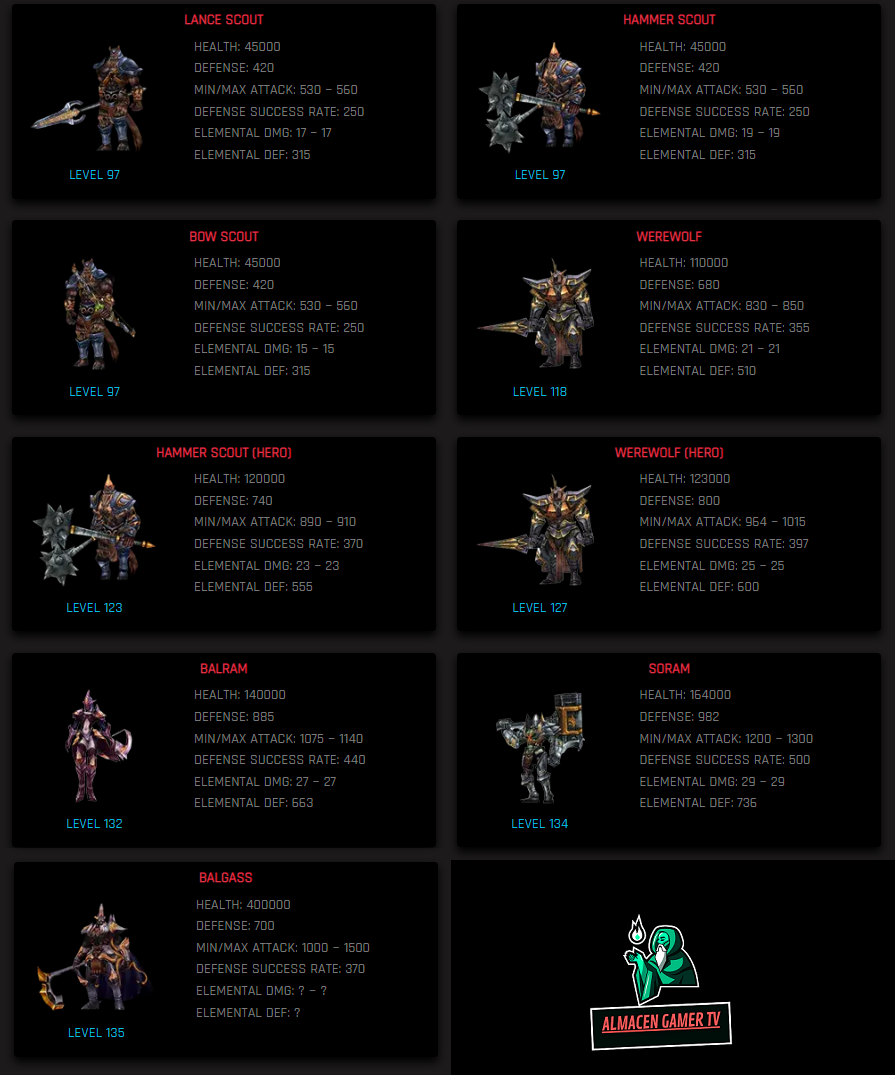 LANCE SCOUT
HEALTH: 45000
DEFENSE: 420
MIN/MAX ATTACK: 530 – 560
DEFENSE SUCCESS RATE: 250
ELEMENTAL DMG: 17 – 17
ELEMENTAL DEF: 315
LEVEL 97
HAMMER SCOUT
HEALTH: 45000
DEFENSE: 420
MIN/MAX ATTACK: 530 – 560
DEFENSE SUCCESS RATE: 250
ELEMENTAL DMG: 19 – 19
ELEMENTAL DEF: 315
LEVEL 97
BOW SCOUT
HEALTH: 45000
DEFENSE: 420
MIN/MAX ATTACK: 530 – 560
DEFENSE SUCCESS RATE: 250
ELEMENTAL DMG: 15 – 15
ELEMENTAL DEF: 315
LEVEL 97
WEREWOLF
HEALTH: 110000
DEFENSE: 680
MIN/MAX ATTACK: 830 – 850
DEFENSE SUCCESS RATE: 355
ELEMENTAL DMG: 21 – 21
ELEMENTAL DEF: 510
LEVEL 118
HAMMER SCOUT (HERO)
HEALTH: 120000
DEFENSE: 740
MIN/MAX ATTACK: 890 – 910
DEFENSE SUCCESS RATE: 370
ELEMENTAL DMG: 23 – 23
ELEMENTAL DEF: 555
LEVEL 123
WEREWOLF (HERO)
HEALTH: 123000
DEFENSE: 800
MIN/MAX ATTACK: 964 – 1015
DEFENSE SUCCESS RATE: 397
ELEMENTAL DMG: 25 – 25
ELEMENTAL DEF: 600
LEVEL 127
BALRAM
HEALTH: 140000
DEFENSE: 885
MIN/MAX ATTACK: 1075 – 1140
DEFENSE SUCCESS RATE: 440
ELEMENTAL DMG: 27 – 27
ELEMENTAL DEF: 663
LEVEL 132
SORAM
HEALTH: 164000
DEFENSE: 982
MIN/MAX ATTACK: 1200 – 1300
DEFENSE SUCCESS RATE: 500
ELEMENTAL DMG: 29 – 29
ELEMENTAL DEF: 736
LEVEL 134
BALGASS
HEALTH: 400000
DEFENSE: 700
MIN/MAX ATTACK: 1000 – 1500
DEFENSE SUCCESS RATE: 370
ELEMENTAL DMG: ? – ?
ELEMENTAL DEF: ?
LEVEL 135
ALMACEN GAMER TV